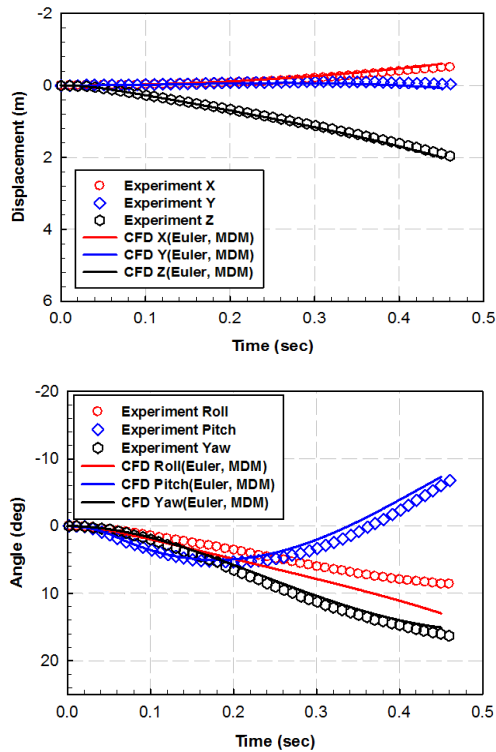 -2
0
2
4
6
Displacement (m)
Experiment X
Experiment Y
Experiment Z
CFD X(Euler, MDM)
CFD Y(Euler, MDM)
CFD Z(Euler, MDM)
0.0 0.1 0.2 0.3 0.4 0.5
Time (sec)
-20
-10
0
10
20
Angle (deg)
Experiment Roll
Experiment Pitch
Experiment Yaw
CFD Roll(Euler, MDM)
CFD Pitch(Euler, MDM)
CFD Yaw(Euler, MDM)
0.0 0.1 0.2 0.3 0.4 0.5
Time (sec)